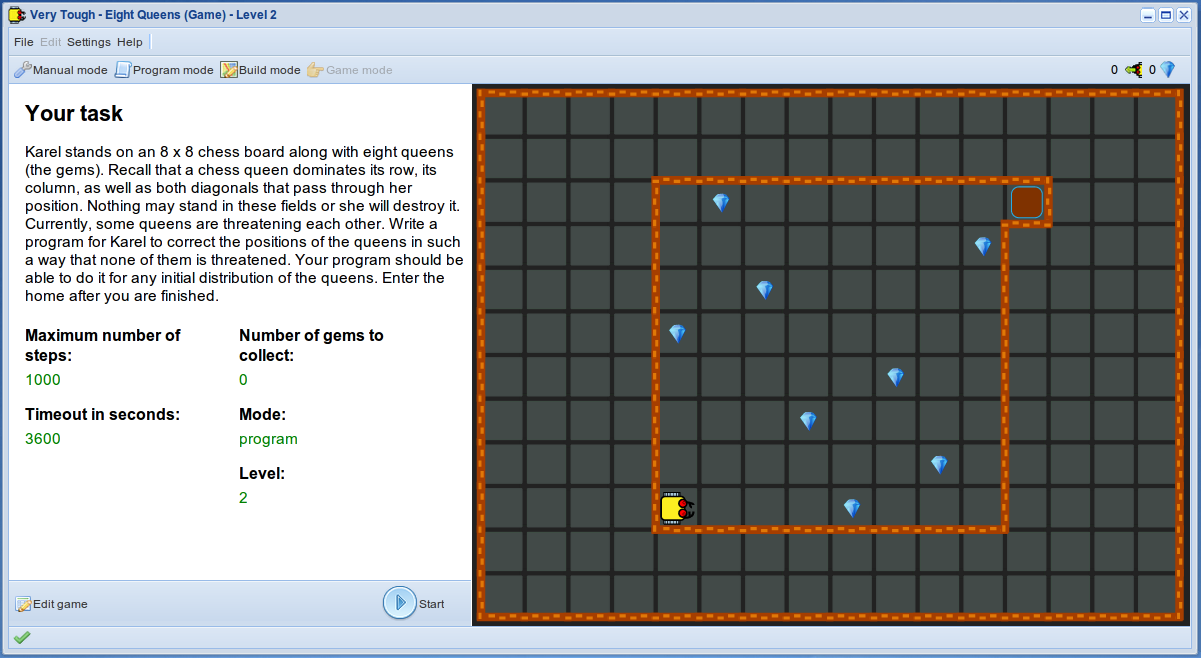 Very Tough - Eight Queens (Game) - Level 2
File Edit Settings Help
Manual mode Program mode Build mode Game mode 0 0
Your task
Karel stands on an 8 x 8 chess board along with eight queens
(the gems). Recall that a chess queen dominates its row, its
column, as well as both diagonals that pass through her
position. Nothing may stand in these fields or she will destroy it.
Currently, some queens are threatening each other. Write a
program for Karel to correct the positions of the queens in such
a way that none of them is threatened. Your program should be
able to do it for any initial distribution of the queens. Enter the
home after you are finished.
Maximum number of
steps:
1000
Number of gems to
collect:
0
Timeout in seconds:
3600
Mode:
program
Level:
2
Edit game Start